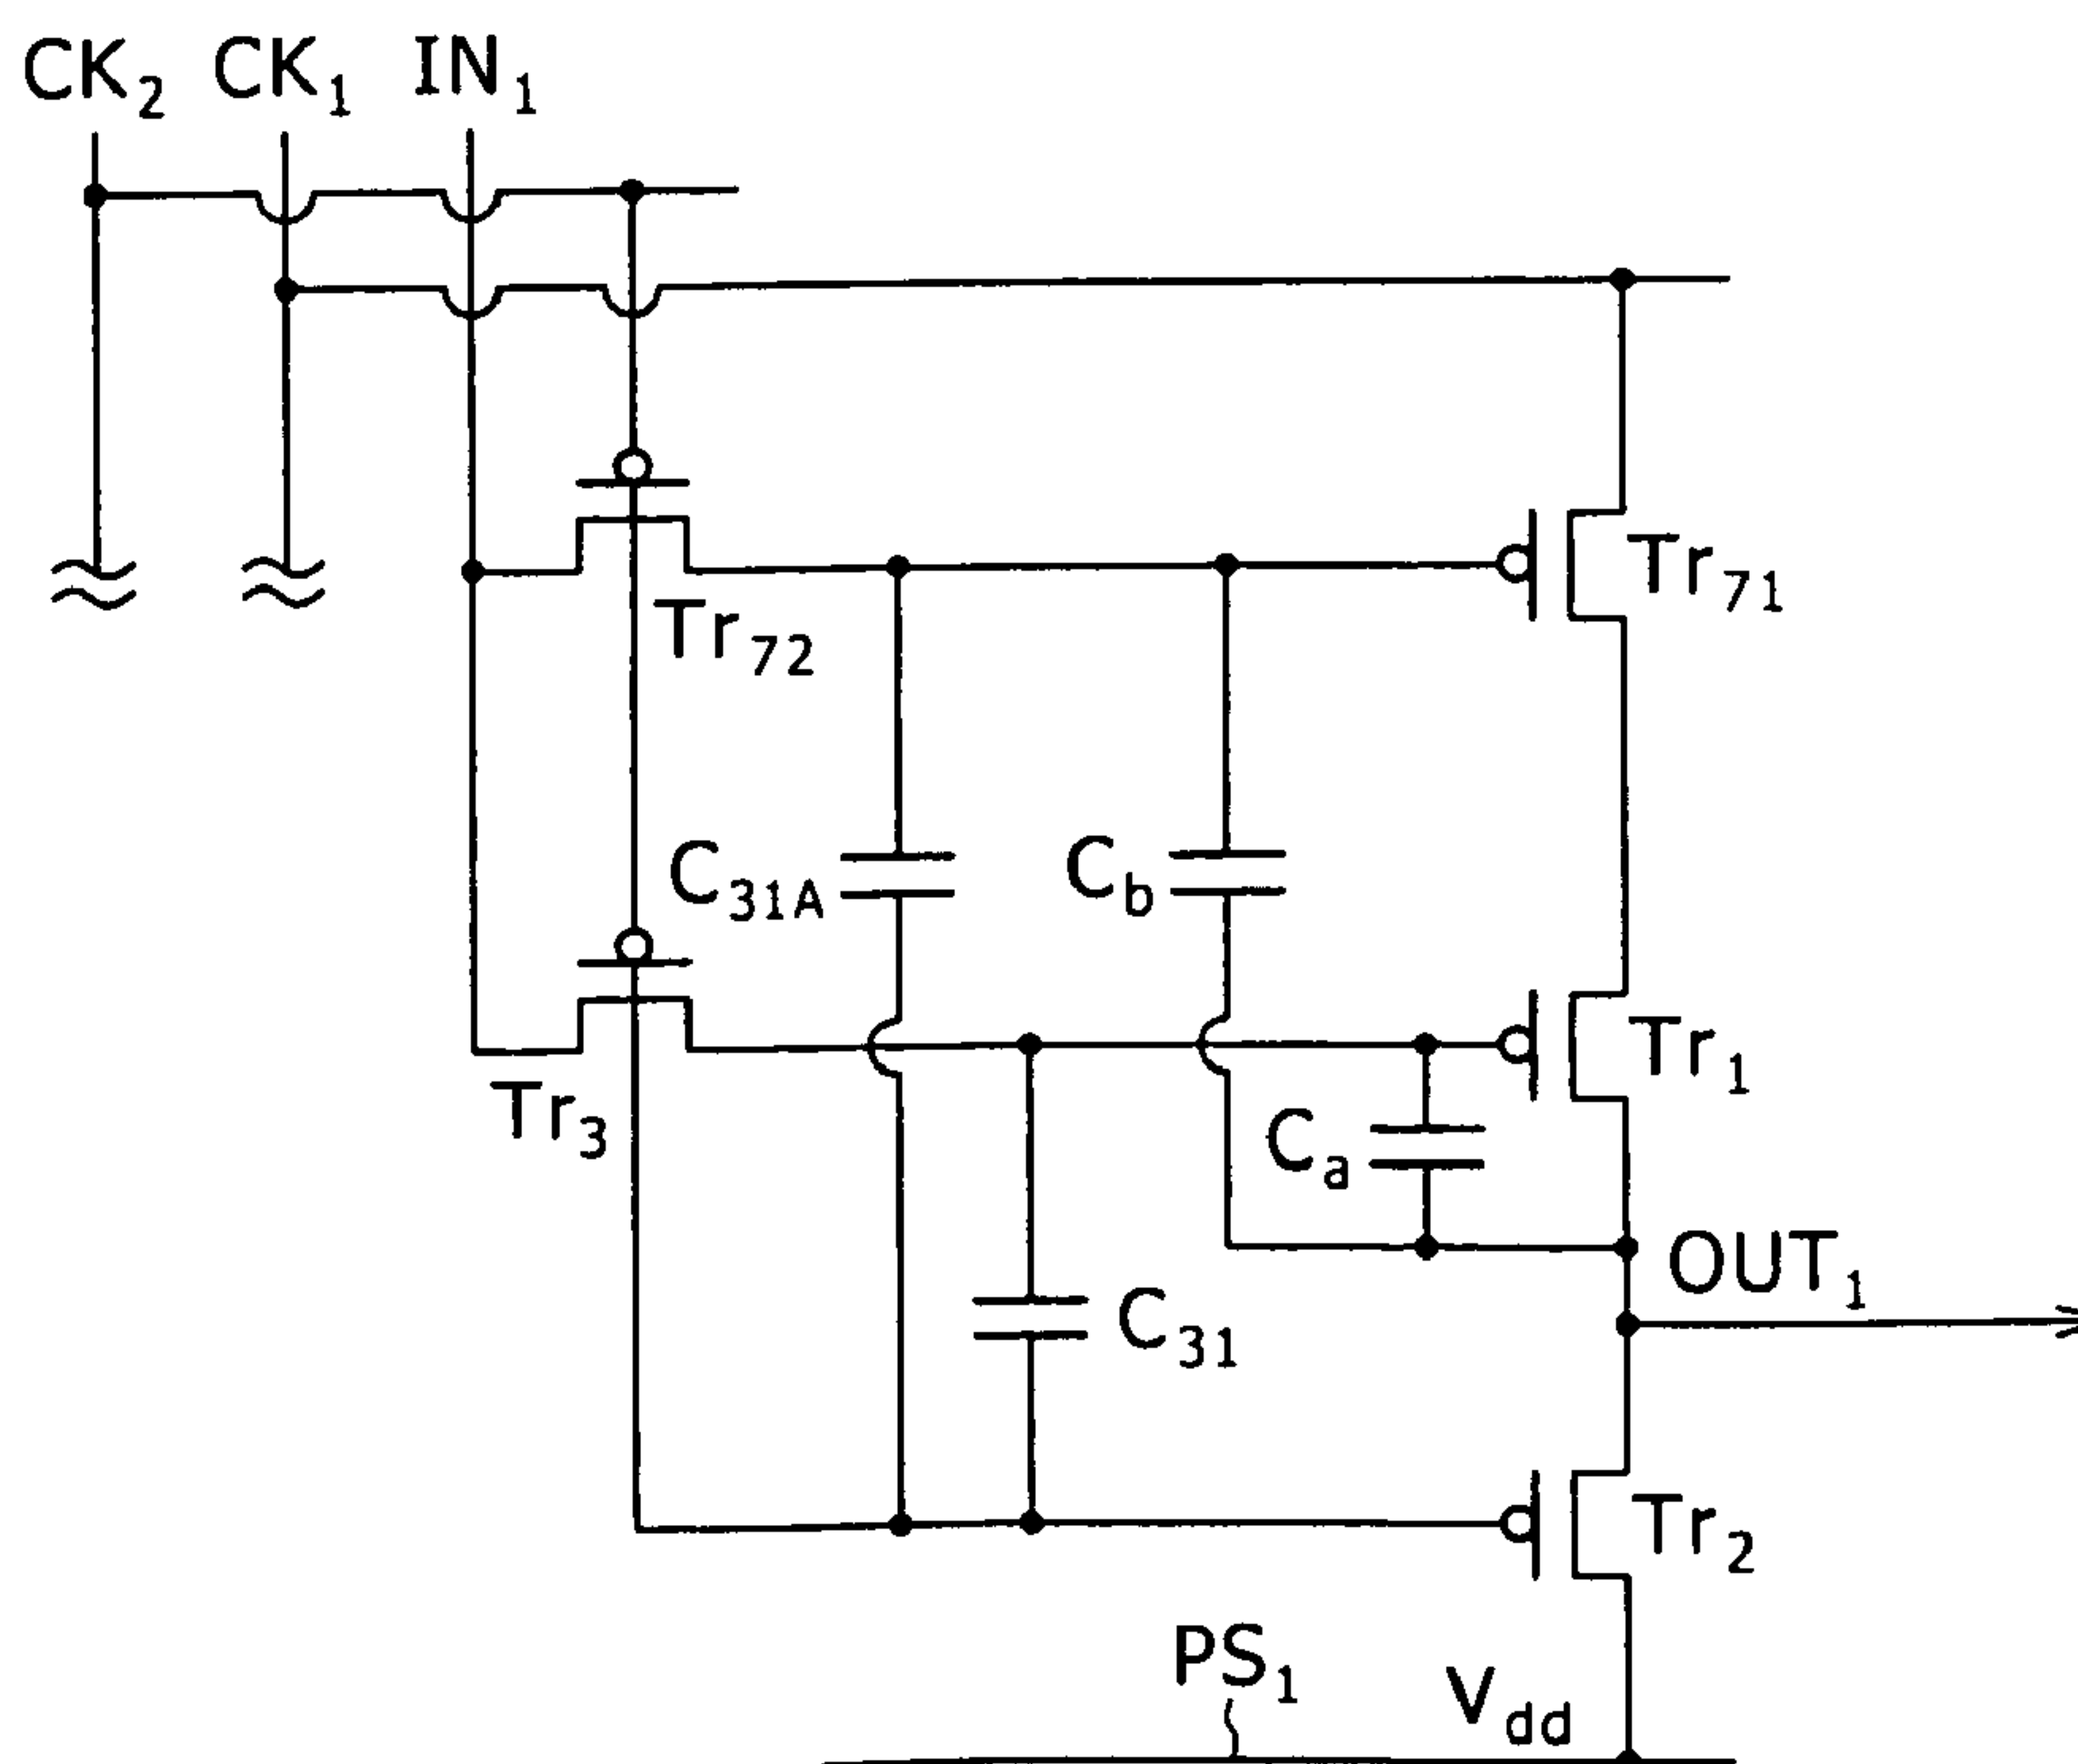 CK2 CK1 IN1
Tr71
Tr72
C31A Cb
Tr1
Tr3
Ca
OUT1
C31
Tr2
PS1
Vdd